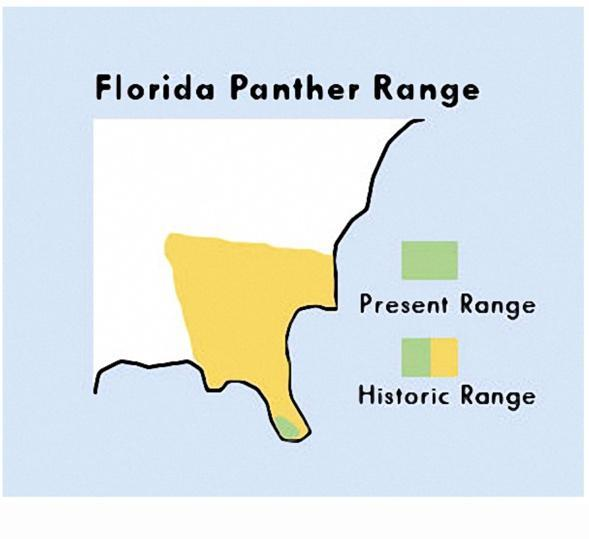 Florida Panther Range
Present Range
Historic Range